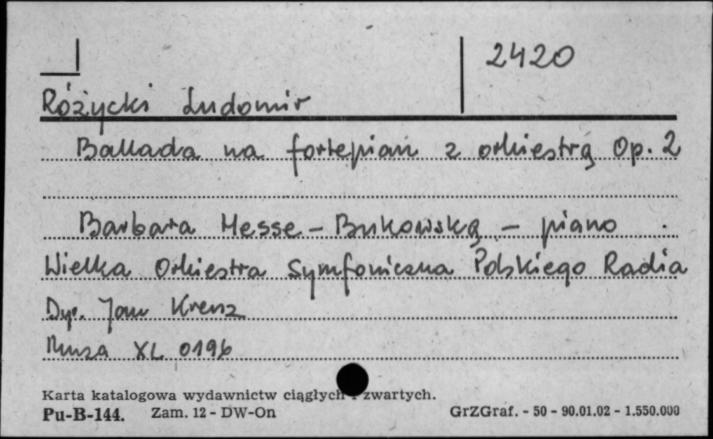 2420
Różycki Ludomir
Ballada na fortepian z orkiestrą Op. 2
Barbara Hesse-Bukowska - piano
Wielka Orkiestra Symfoniczna Polskiego Radia
Dyr. Jan Krenz
Muza XL 0196
Karta katalogowa wydawnictw ciągłych i zwartych.
Pu-B-144. Zam. 12 - DW-On GrZGraf. - 50 - 90.01.02 - 1.550.000